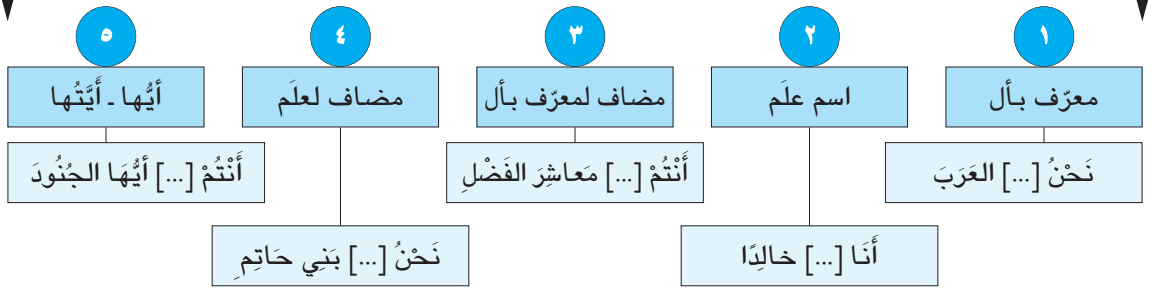 ١ ٢ ٣ ٤ ٥
معرّف بأل اسم علَم مضاف لمعرّف بأل مضاف لعلَم أيُّها ـ أَيَّتُها
نَحْنُ [...] العَرَبَ أَنْتُمْ [...] مَعاشِرَ الفَضْلِ أَنْتُمْ [...] أيُّهَا الجُنُودَ
أَنَا [...] خالِدًا نَحْنُ [...] بَنِي حَاتِمِ